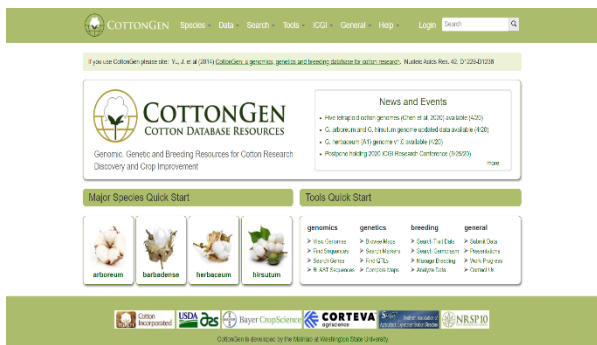 COTTONGEN Species Data Search Tools ICGI General Help Login Search
If you use CottonGen please cite: Yu, J. et al (2014) CottonGen: a genomics, genetics and breeding database for cotton research. Nucleic Acids Res. 42, D1229-D1236
COTTONGEN
COTTON DATABASE RESOURCES
Genomic, Genetic and Breeding Resources for Cotton Research
Discovery and Crop Improvement
News and Events
Five tetraploid cotton genomes (Chen et al, 2020) available (4/20)
G. arboreum and G. hirsutum genome updated data available (4/20)
G. herbaceum (A1) genome v1.0 available (4/20)
Postpone holding 2020 ICGI Research Conference (3/25/20)
more
Major Species Quick Start
Tools Quick Start
arboreum barbadense herbaceum hirsutum
genomics genetics breeding general
View Genomes Browse Maps Search Trait Data Submit Data
Find Sequences Search Markers Search Germplasm Presentations
Search Genes Find QTLs Manage Breeding Work Progress
BLAST Sequences Compare Maps Analyze Data Contact Us
Cotton Incorporated USDA Bayer CropScience CORTEVA agriscience NRSP10
CottonGen is developed by the Mainlab at Washington State University